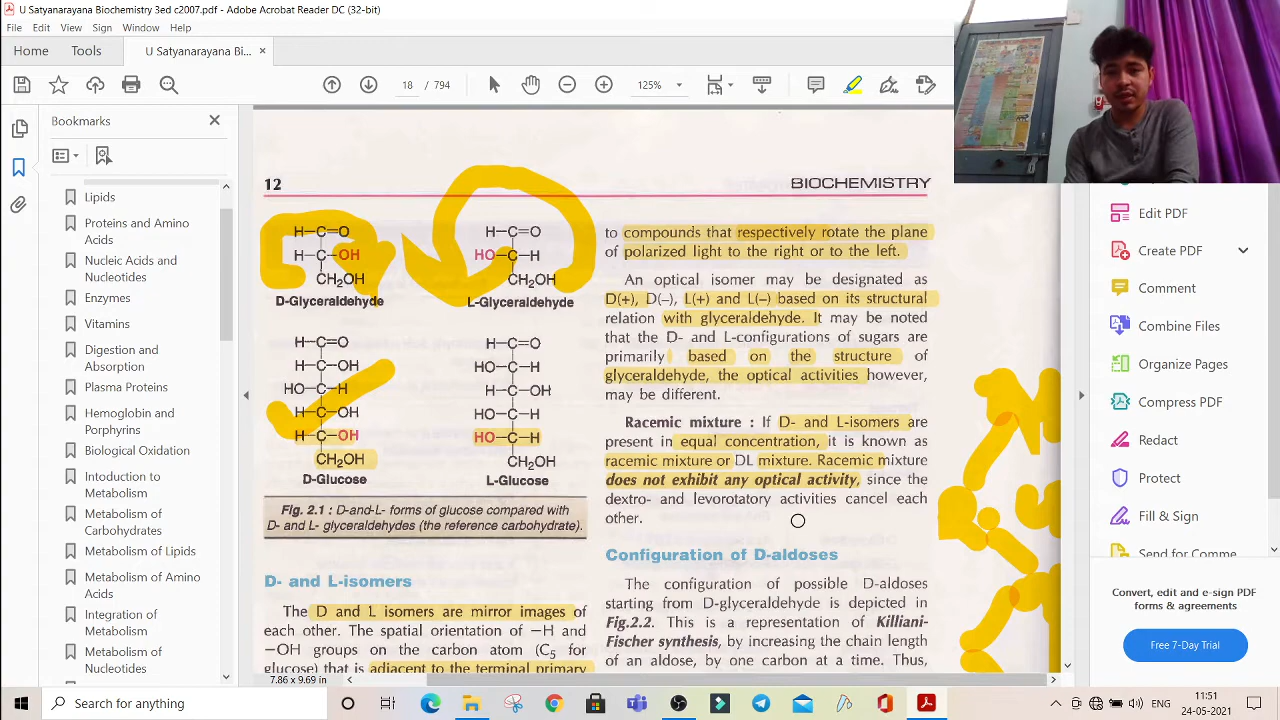 U Satyanarayana Biochemistry 3ed c2007.pdf - Adobe Acrobat Reader DC (32-bit)
File Edit View Sign Window Help
Home Tools U Satyanarayana Bi... ×
18 / 794 125%
Bookmarks
Lipids
Proteins and Amino
Acids
Nucleic Acids and
Nucleotides
Enzymes
Vitamins
Digestion and
Absorption
Plasma Proteins
Hemoglobin and
Porphyrins
Biological Oxidation
Intoduction to
Metabolism
Metabolism of
Carbohydrates
Metabolism of Lipids
Metabolism of Amino
Acids
Integration of
Metabolism
Metabolism of
Nucleotides
7.86 x 9.69 in
12 BIOCHEMISTRY
H—C=O H—C=O
H—C—OH HO—C—H
CH₂OH CH₂OH
D-Glyceraldehyde L-Glyceraldehyde
H—C=O H—C=O
H—C—OH HO—C—H
HO—C—H H—C—OH
H—C—OH HO—C—H
H—C—OH HO—C—H
CH₂OH CH₂OH
D-Glucose L-Glucose
Fig. 2.1 : D-and-L- forms of glucose compared with
D- and L- glyceraldehydes (the reference carbohydrate).
D- and L-isomers
The D and L isomers are mirror images of
each other. The spatial orientation of −H and
−OH groups on the carbon atom (C₅ for
glucose) that is adjacent to the terminal primary
to compounds that respectively rotate the plane
of polarized light to the right or to the left.
An optical isomer may be designated as
D(+), D(–), L(+) and L(–) based on its structural
relation with glyceraldehyde. It may be noted
that the D- and L-configurations of sugars are
primarily based on the structure of
glyceraldehyde, the optical activities however,
may be different.
Racemic mixture : If D- and L-isomers are
present in equal concentration, it is known as
racemic mixture or DL mixture. Racemic mixture
does not exhibit any optical activity, since the
dextro- and levorotatory activities cancel each
other.
Configuration of D-aldoses
The configuration of possible D-aldoses
starting from D-glyceraldehyde is depicted in
Fig.2.2. This is a representation of Killiani-
Fischer synthesis, by increasing the chain length
of an aldose, by one carbon at a time. Thus,
Edit PDF
Create PDF
Comment
Combine Files
Organize Pages
Compress PDF
Redact
Protect
Fill & Sign
Send for Comme
Convert, edit and e-sign PDF
forms & agreements
Free 7-Day Trial
Search for anything
11:51
24-05-2021